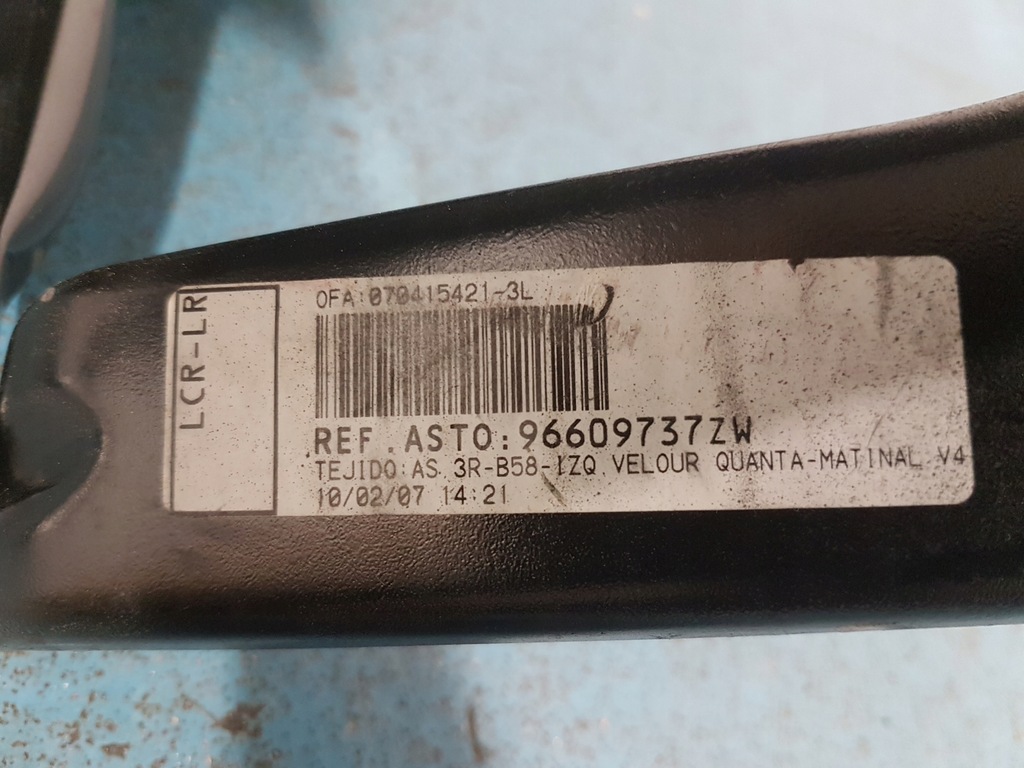 LCR-LR
OFA:070415421-3L
REF. ASTO:96609737ZW
TEJIDO:AS 3R-B58-IZQ VELOUR QUANTA-MATINAL V4
10/02/07 14:21